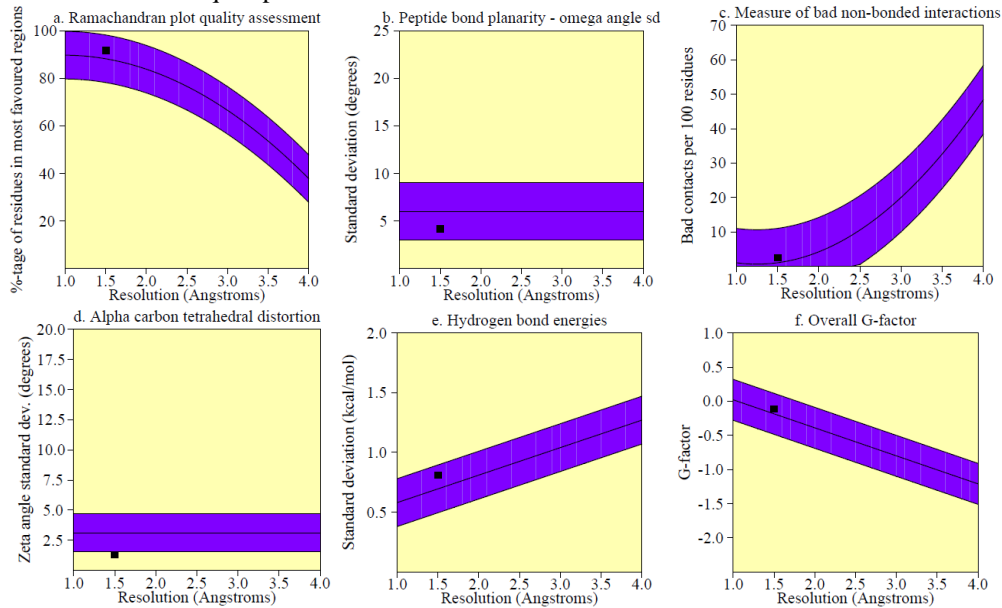 a. Ramachandran plot quality assessment
%-tage of residues in most favoured regions
100
80
60
40
20
1.0 1.5 2.0 2.5 3.0 3.5 4.0
Resolution (Angstroms)
b. Peptide bond planarity - omega angle sd
Standard deviation (degrees)
25
20
15
10
5
1.0 1.5 2.0 2.5 3.0 3.5 4.0
Resolution (Angstroms)
c. Measure of bad non-bonded interactions
Bad contacts per 100 residues
70
60
50
40
30
20
10
1.0 1.5 2.0 2.5 3.0 3.5 4.0
Resolution (Angstroms)
d. Alpha carbon tetrahedral distortion
Zeta angle standard dev. (degrees)
20.0
17.5
15.0
12.5
10.0
7.5
5.0
2.5
1.0 1.5 2.0 2.5 3.0 3.5 4.0
Resolution (Angstroms)
e. Hydrogen bond energies
Standard deviation (kcal/mol)
2.0
1.5
1.0
0.5
1.0 1.5 2.0 2.5 3.0 3.5 4.0
Resolution (Angstroms)
f. Overall G-factor
G-factor
1.0
0.5
0.0
-0.5
-1.0
-1.5
-2.0
1.0 1.5 2.0 2.5 3.0 3.5 4.0
Resolution (Angstroms)